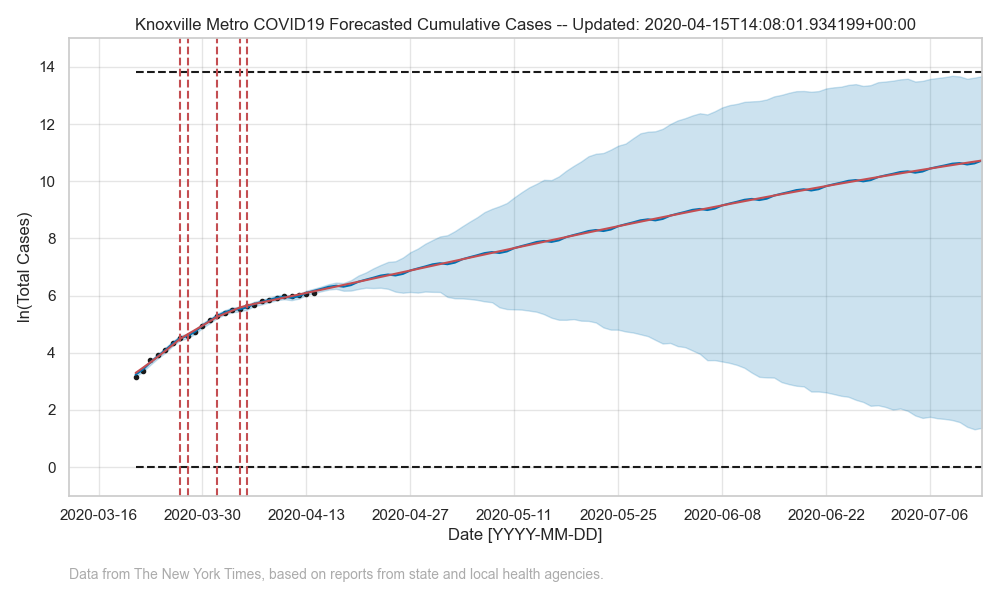 Knoxville Metro COVID19 Forecasted Cumulative Cases -- Updated: 2020-04-15T14:08:01.934199+00:00
ln(Total Cases)
14
12
10
8
6
4
2
0
2020-03-16 2020-03-30 2020-04-13 2020-04-27 2020-05-11 2020-05-25 2020-06-08 2020-06-22 2020-07-06
Date [YYYY-MM-DD]
Data from The New York Times, based on reports from state and local health agencies.